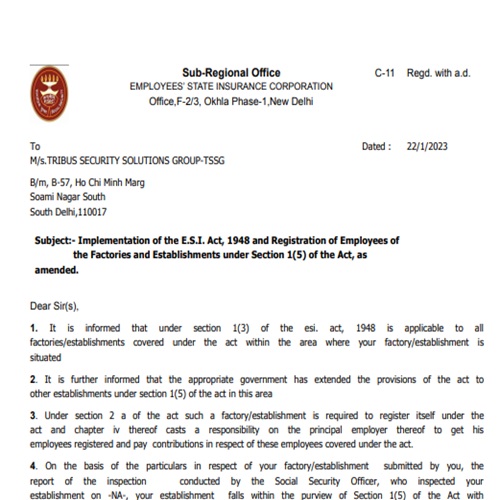 Sub-Regional Office
C-11 Regd. with a.d.
EMPLOYEES' STATE INSURANCE CORPORATION
Office,F-2/3, Okhla Phase-1,New Delhi
To
Dated : 22/1/2023
M/s.TRIBUS SECURITY SOLUTIONS GROUP-TSSG
B/m, B-57, Ho Chi Minh Marg
Soami Nagar South
South Delhi,110017
Subject:- Implementation of the E.S.I. Act, 1948 and Registration of Employees of
the Factories and Establishments under Section 1(5) of the Act, as
amended.
Dear Sir(s),
1. It is informed that under section 1(3) of the esi. act, 1948 is applicable to all
factories/establishments covered under the act within the area where your factory/establishment is
situated
2. It is further informed that the appropriate government has extended the provisions of the act to
other establishments under section 1(5) of the act in this area
3. Under section 2 a of the act such a factory/establishment is required to register itself under the
act and chapter iv thereof casts a responsibility on the principal employer thereof to get his
employees registered and pay contributions in respect of these employees covered under the act.
4. On the basis of the particulars in respect of your factory/establishment submitted by you, the
report of the inspection conducted by the Social Security Officer, who inspected your
establishment on -NA-, your establishment falls within the purview of Section 1(5) of the Act with